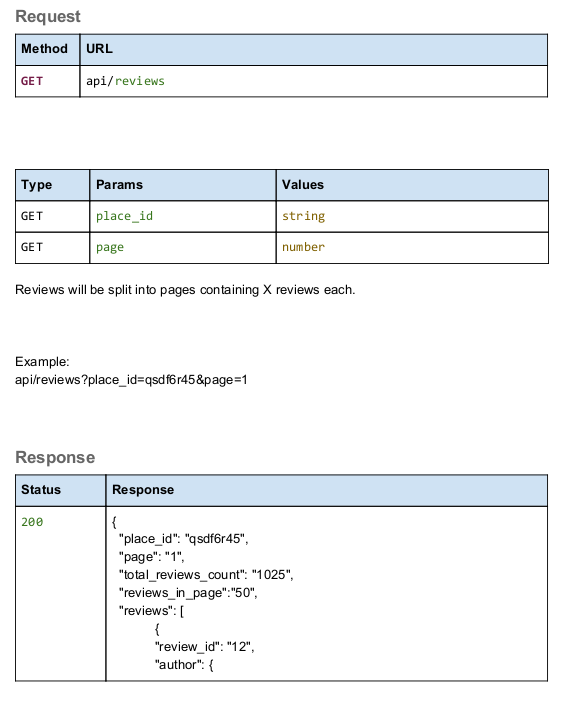 Request
Method URL
GET api/reviews
Type Params Values
GET place_id string
GET page number
Reviews will be split into pages containing X reviews each.
Example:
api/reviews?place_id=qsdf6r45&page=1
Response
Status Response
200 {
"place_id": "qsdf6r45",
"page": "1",
"total_reviews_count": "1025",
"reviews_in_page":"50",
"reviews": [
{
"review_id": "12",
"author": {